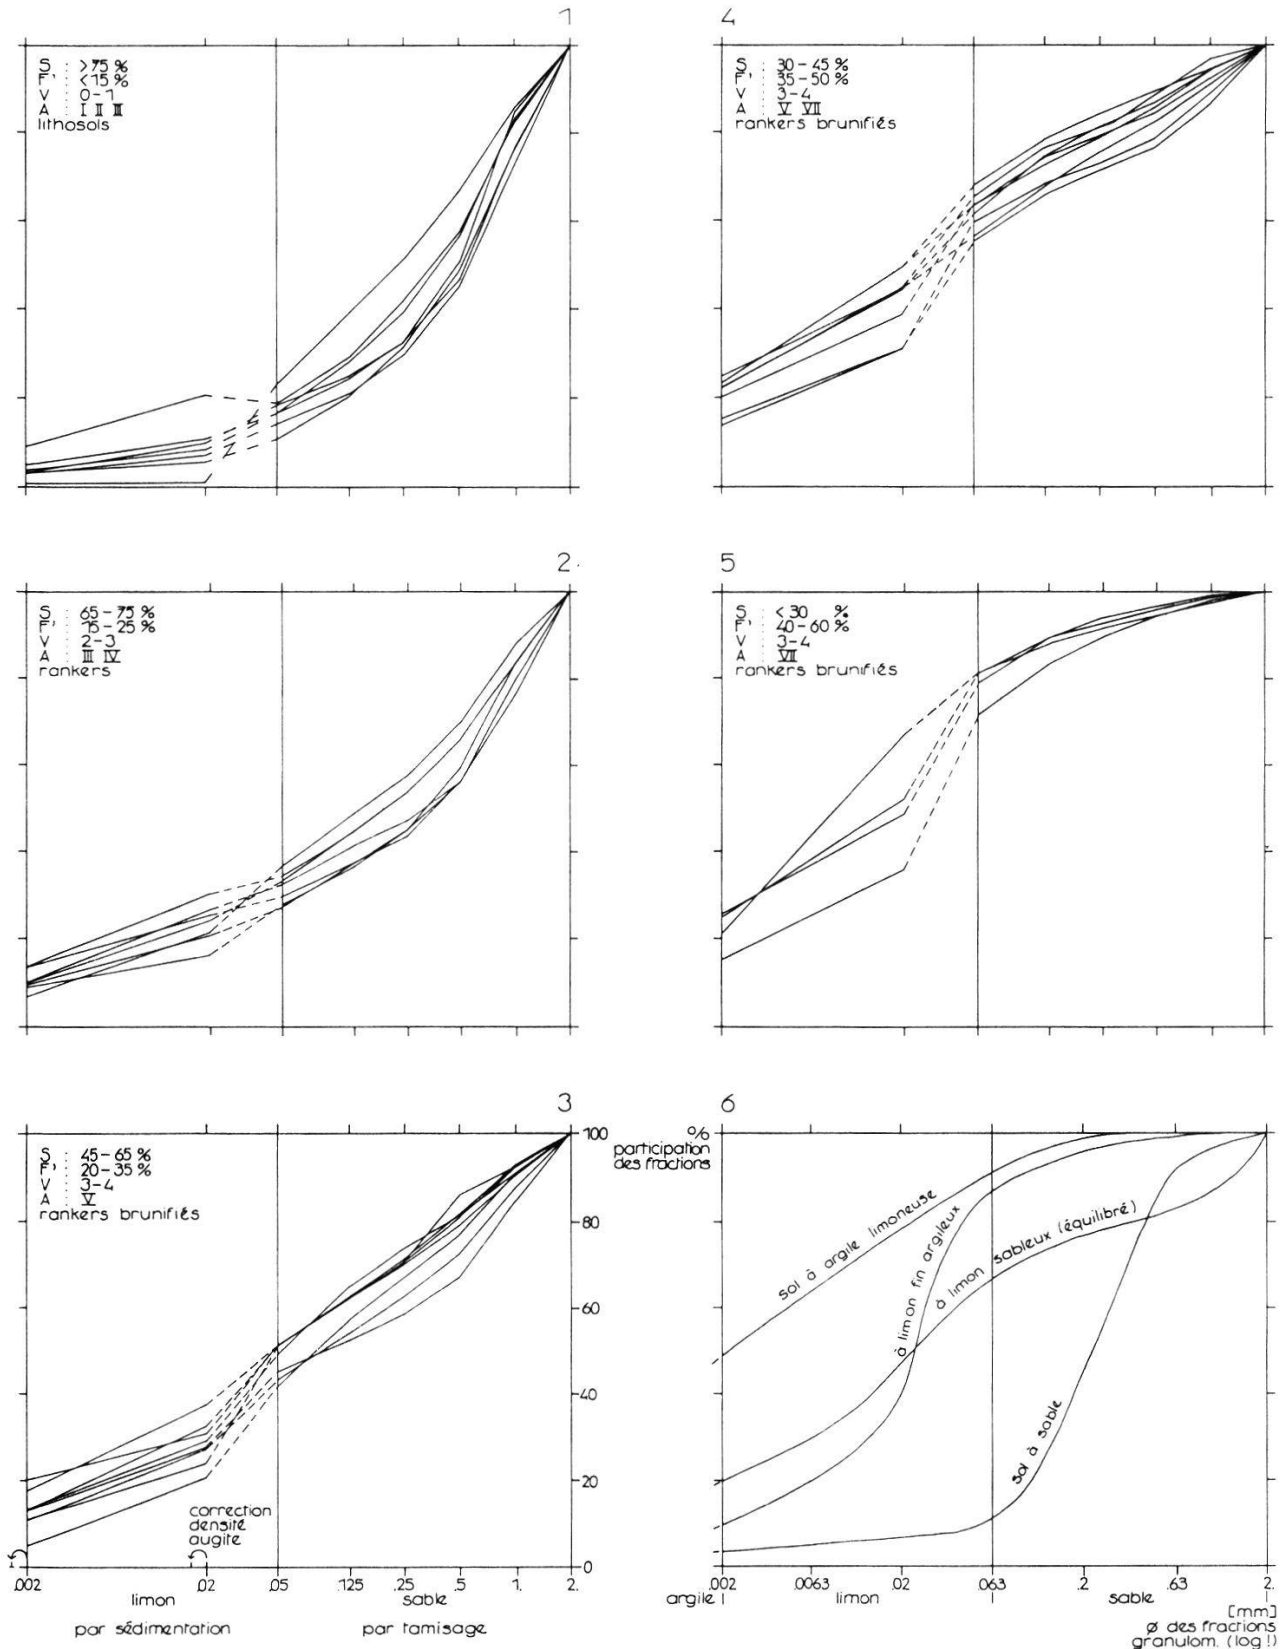 1
S : >75 %
F' : <15 %
V : 0-1
A : I II III
lithosols
4
S : 30-45 %
F' : 35-50 %
V : 3-4
A : V VII
rankers brunifiés
2
S : 65-75 %
F' : 15-25 %
V : 2-3
A : III IV
rankers
5
S : <30 %
F' : 40-60 %
V : 3-4
A : VII
rankers brunifiés
3
S : 45-65 %
F' : 20-35 %
V : 3-4
A : V
rankers brunifiés
100
80
60
40
20
0
correction
densité
augite
.002 .02 .05 .125 .25 .5 1. 2.
limon sable
par sédimentation par tamisage
6
%
participation
des fractions
sol à argile limoneuse
à limon fin argileux
à limon sableux (équilibré)
sol à sable
.002 .0063 .02 .063 .2 .63 2.
argile limon sable
[mm]
ø des fractions
granulom. (log !)